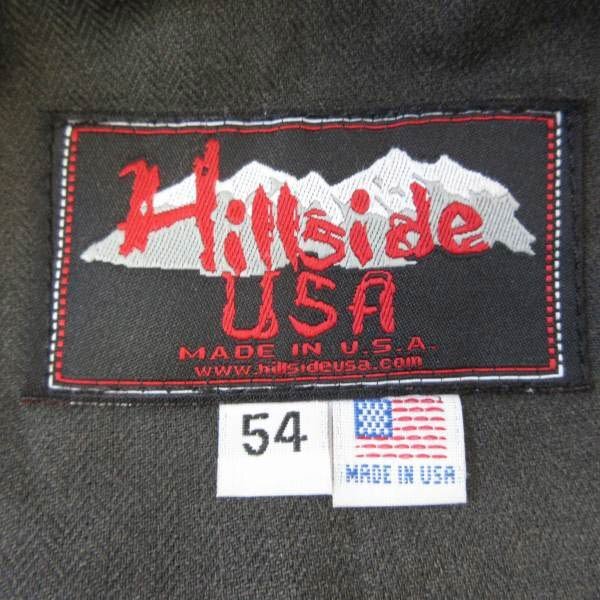 Hillside
USA
MADE IN U.S.A.
www.hillsideusa.com
54
MADE IN USA